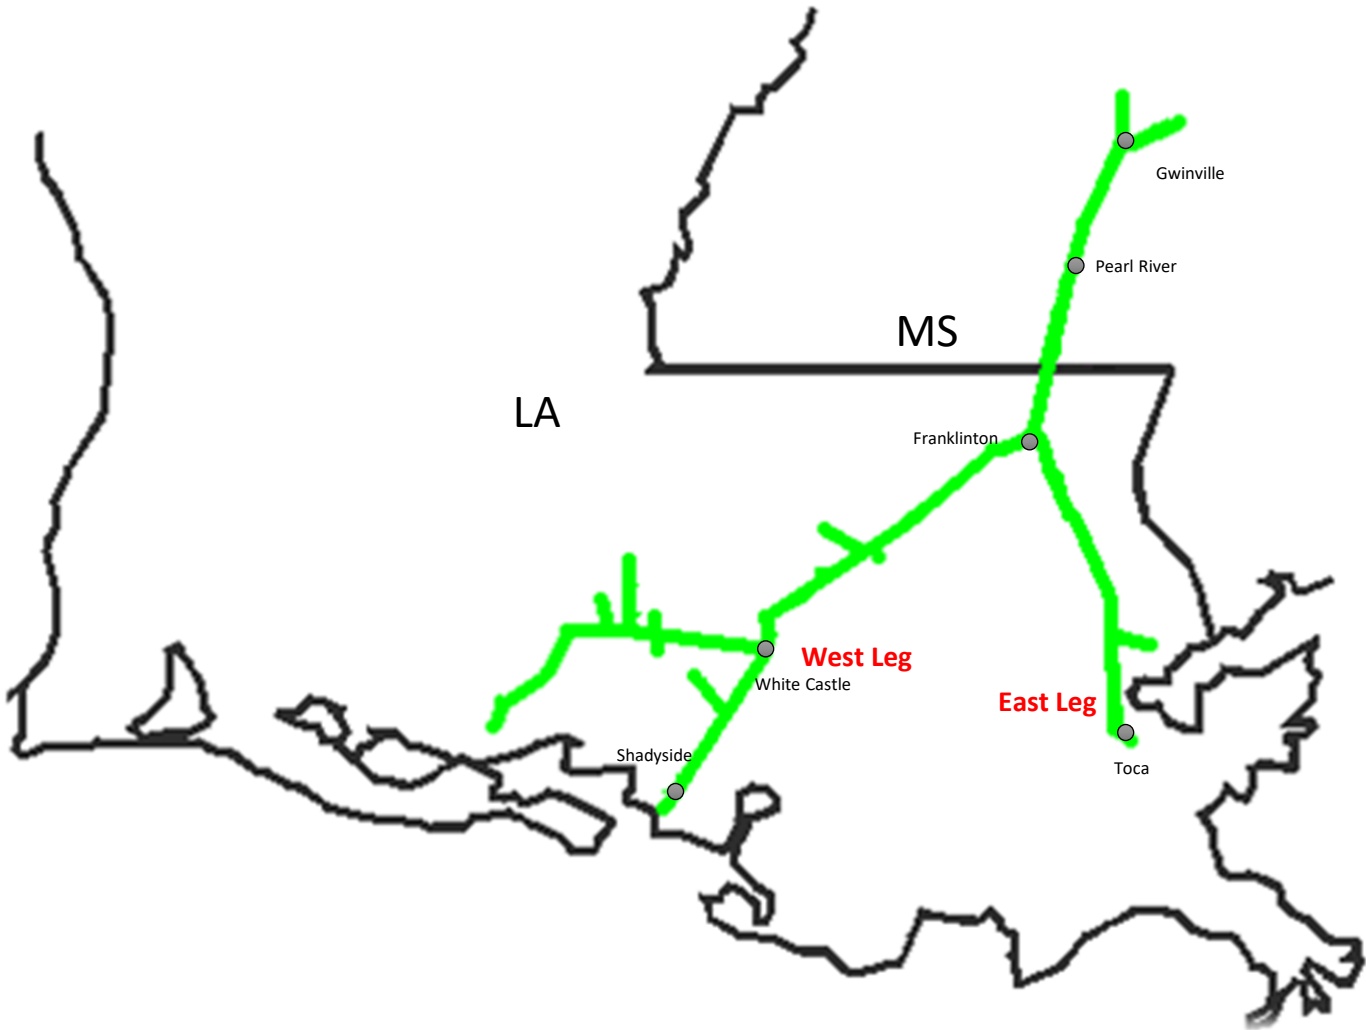 Gwinville
Pearl River
MS
LA
Franklinton
West Leg
White Castle
East Leg
Shadyside
Toca